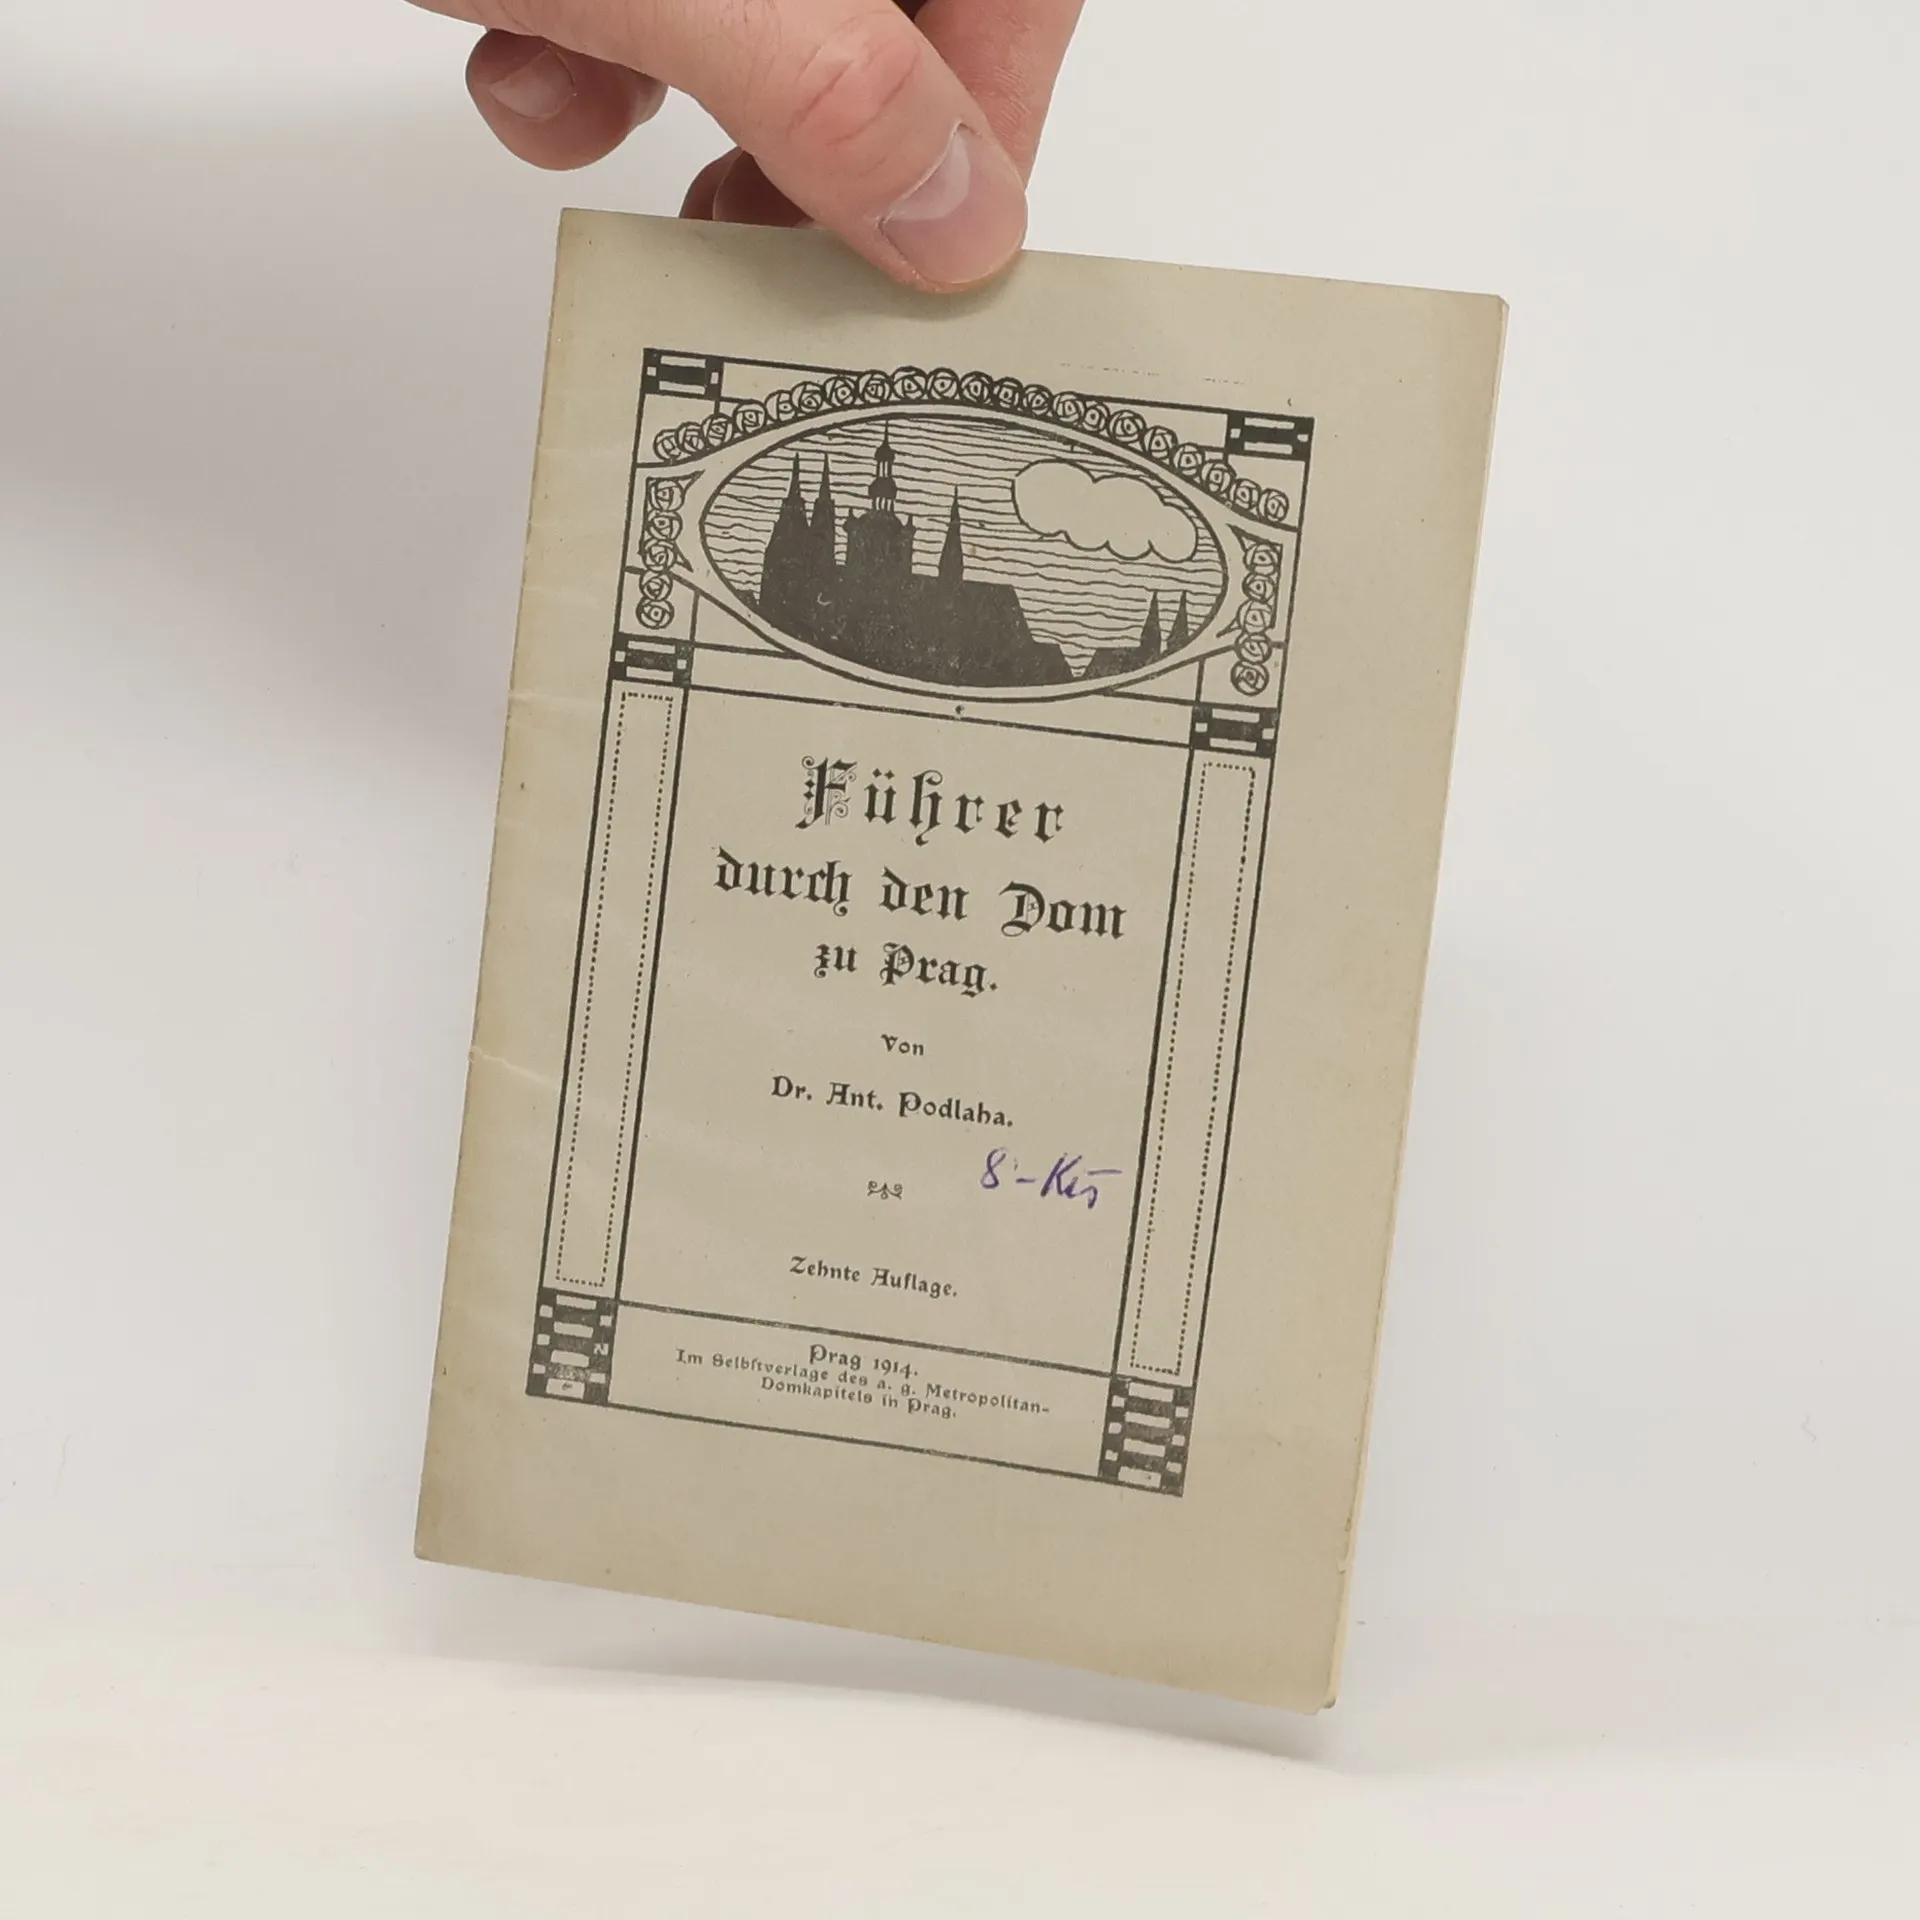 Führer
durch den Dom
zu Prag.
Von
Dr. Ant. Podlaha.
8 - Kčs
Zehnte Auflage.
Prag 1914.
Im Selbſtverlage des a. g. Metropolitan-
Domkapitels in Prag.